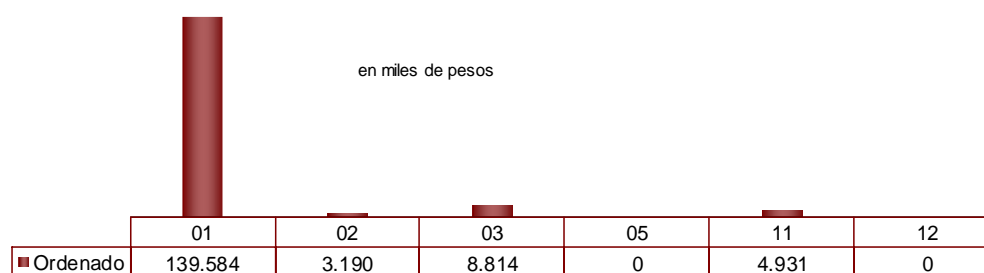 en miles de pesos
01 02 03 05 11 12
Ordenado 139.584 3.190 8.814 0 4.931 0